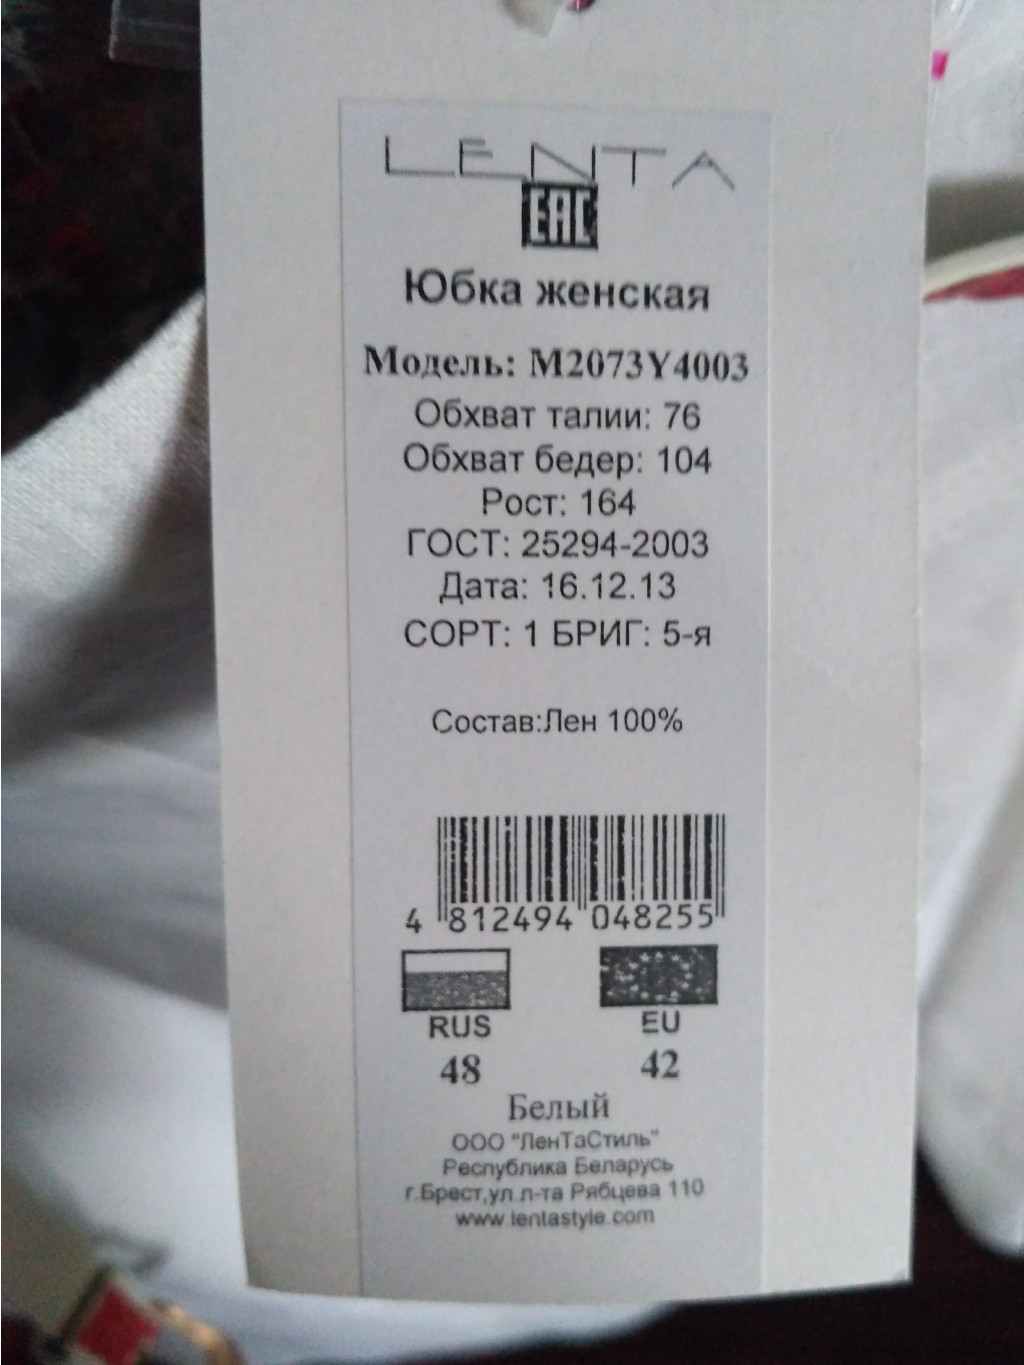 LENTA
EAC
Юбка женская
Модель: M2073Y4003
Обхват талии: 76
Обхват бедер: 104
Рост: 164
ГОСТ: 25294-2003
Дата: 16.12.13
СОРТ: 1 БРИГ: 5-я
Состав:Лен 100%
4 812494 048255
RUS EU
48 42
Белый
ООО "ЛенТаСтиль"
Республика Беларусь
г.Брест,ул.л-та Рябцева 110
www.lentastyle.com